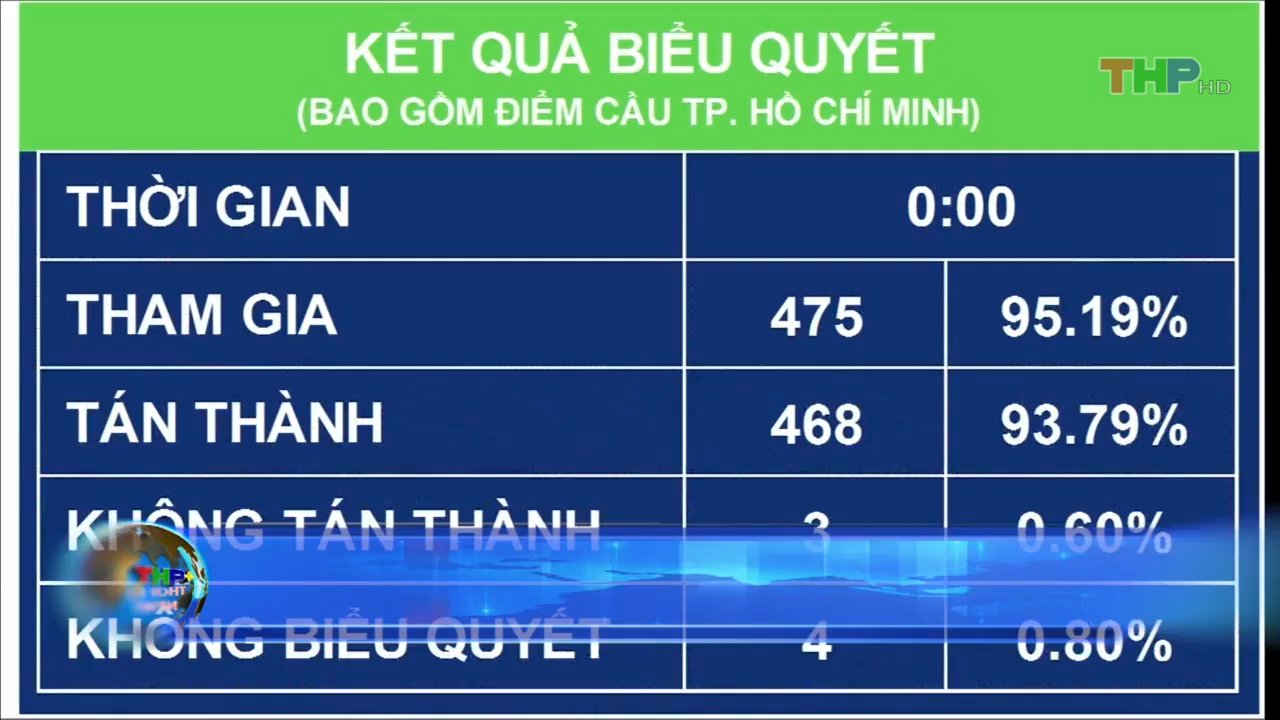 KẾT QUẢ BIỂU QUYẾT
(BAO GỒM ĐIỂM CẦU TP. HỒ CHÍ MINH)
THP HD
THỜI GIAN 0:00
THAM GIA 475 95.19%
TÁN THÀNH 468 93.79%
KHÔNG TÁN THÀNH 3 0.60%
THP+
KHÔNG BIỂU QUYẾT 4 0.80%